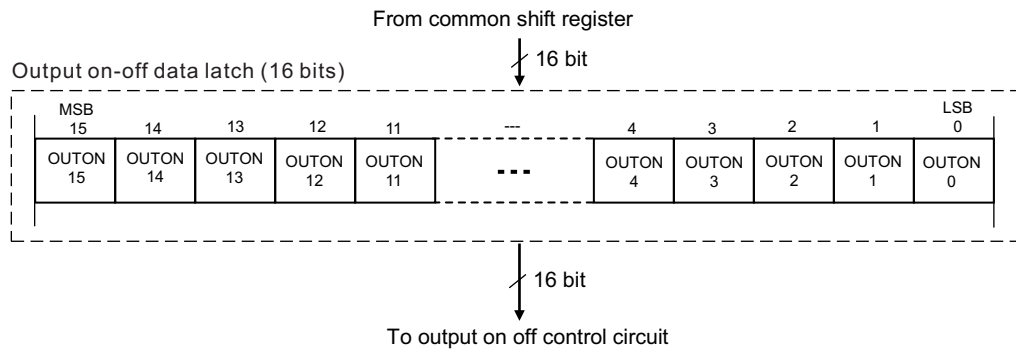 From common shift register
16 bit
Output on-off data latch (16 bits)
MSB LSB
15 14 13 12 11 --- 4 3 2 1 0
OUTON OUTON OUTON OUTON OUTON --- OUTON OUTON OUTON OUTON OUTON
15 14 13 12 11 4 3 2 1 0
16 bit
To output on off control circuit